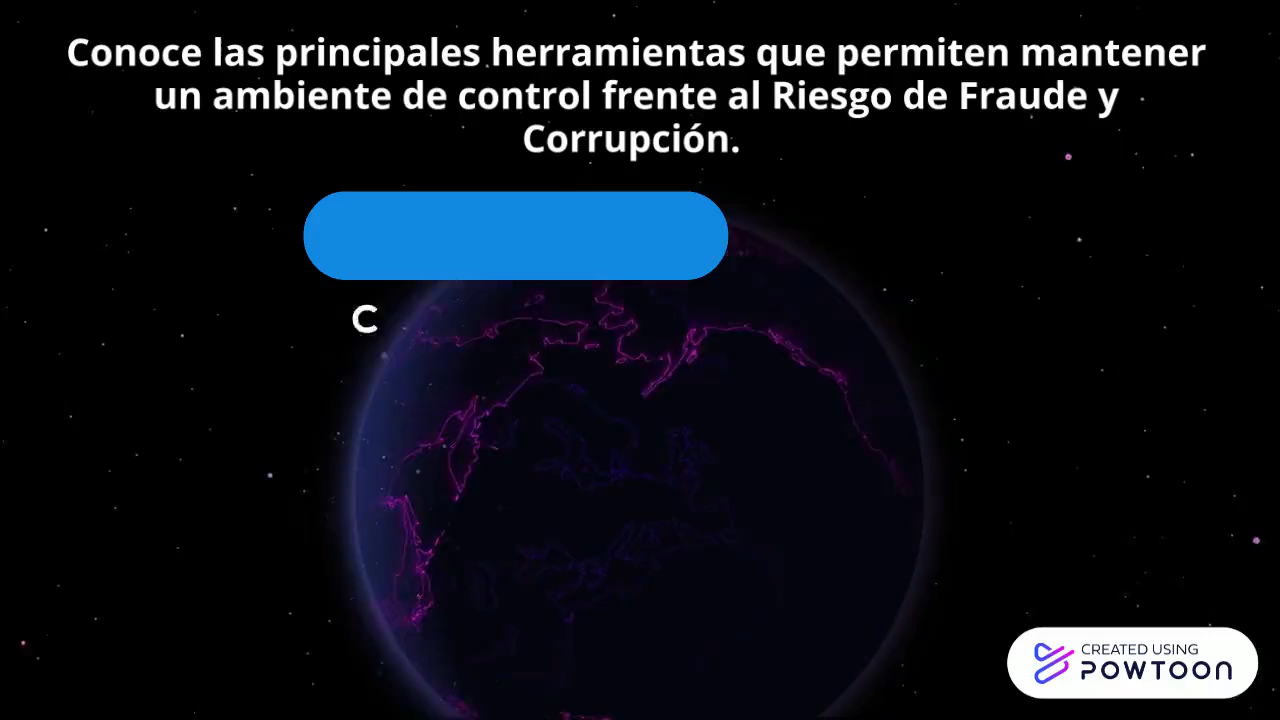 Conoce las principales herramientas que permiten mantener
un ambiente de control frente al Riesgo de Fraude y
Corrupción.
C
CREATED USING
POWTOON